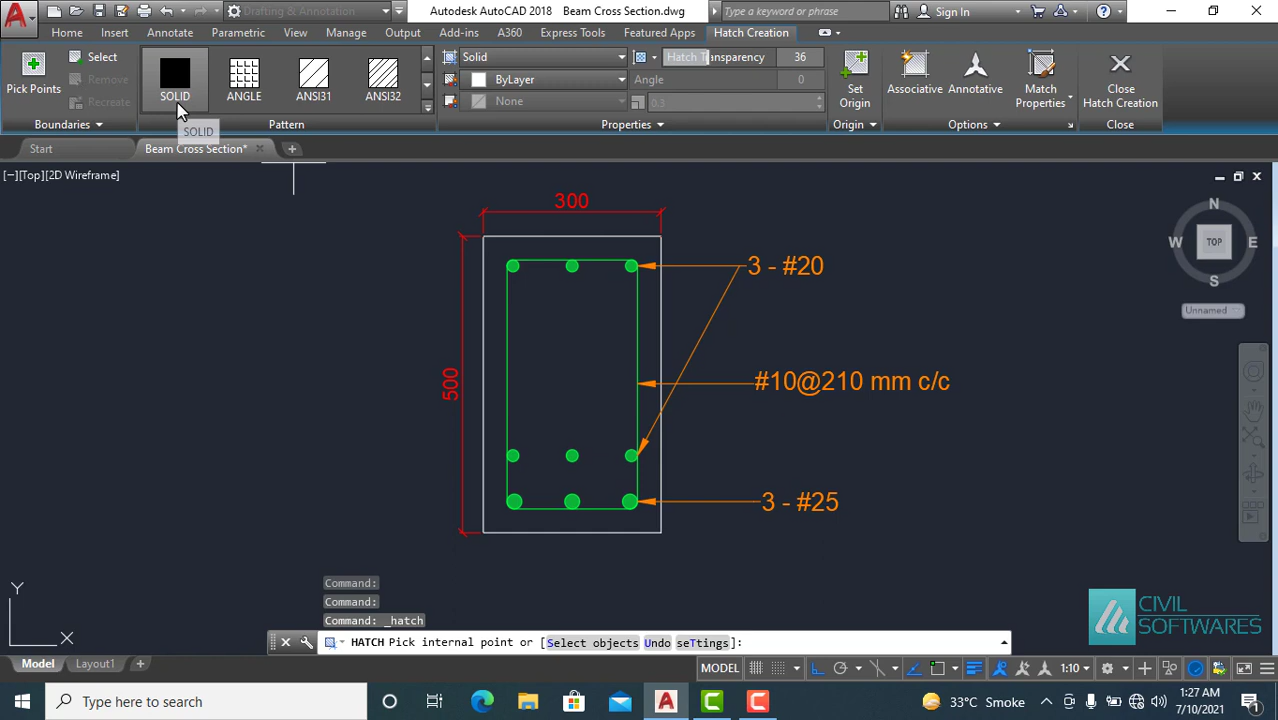 Drafting & Annotation
Autodesk AutoCAD 2018 Beam Cross Section.dwg
Type a keyword or phrase
Sign In
Home Insert Annotate Parametric View Manage Output Add-ins A360 Express Tools Featured Apps Hatch Creation
Pick Points
Select
Remove
Recreate
Boundaries
SOLID
ANGLE
ANSI31
ANSI32
SOLID
Pattern
Solid
ByLayer
None
Hatch Transparency 36
Angle 0
0.3
Properties
Set
Origin
Origin
Associative
Annotative
Match
Properties
Options
Close
Hatch Creation
Close
Start
Beam Cross Section*
[−][Top][2D Wireframe]
N
W TOP E
S
Unnamed
300
500
3 - #20
#10@210 mm c/c
3 - #25
Y
X
Command:
Command:
Command: _hatch
HATCH Pick internal point or [Select objects Undo seTtings]:
CIVIL
SOFTWARES
Model Layout1
MODEL
1:10
Type here to search
33°C Smoke
1:27 AM
7/10/2021
1